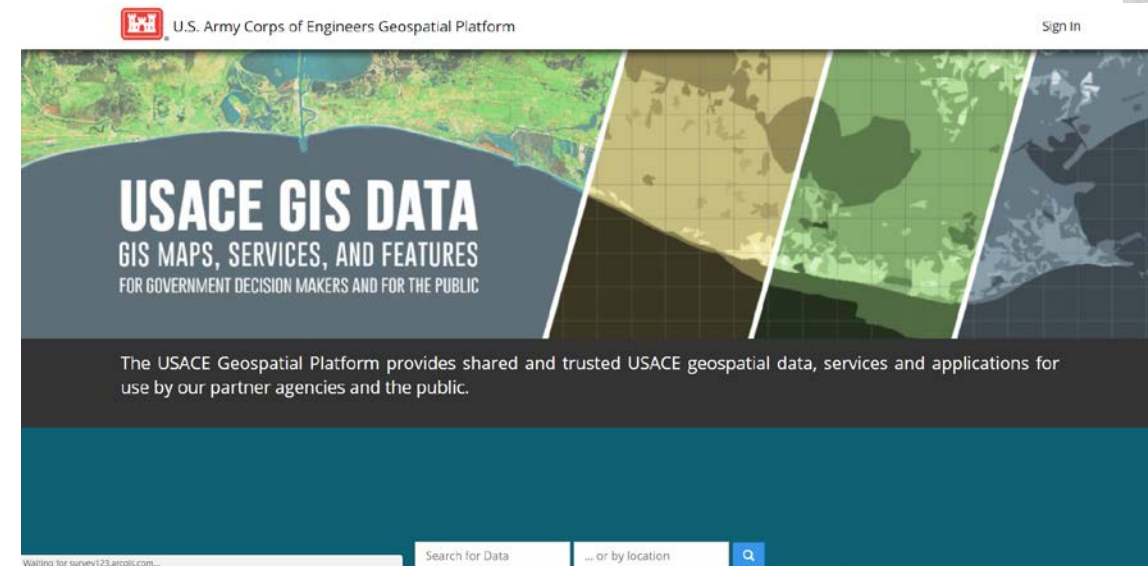 U.S. Army Corps of Engineers Geospatial Platform
Sign In
USACE GIS DATA
GIS MAPS, SERVICES, AND FEATURES
FOR GOVERNMENT DECISION MAKERS AND FOR THE PUBLIC
The USACE Geospatial Platform provides shared and trusted USACE geospatial data, services and applications for
use by our partner agencies and the public.
Search for Data
... or by location
Waiting for survey123.arcgis.com...